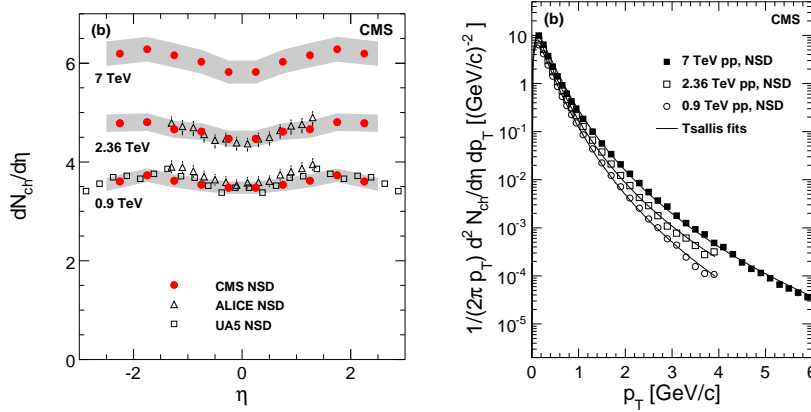 (b)
CMS
7 TeV
2.36 TeV
0.9 TeV
CMS NSD
ALICE NSD
UA5 NSD
dN_ch/dη
6
4
2
0
-2
0
2
η
(b)
CMS
7 TeV pp, NSD
2.36 TeV pp, NSD
0.9 TeV pp, NSD
Tsallis fits
1/(2π p_T) d² N_ch/dη dp_T [(GeV/c)⁻²]
10
1
10⁻¹
10⁻²
10⁻³
10⁻⁴
10⁻⁵
0
1
2
3
4
5
6
p_T [GeV/c]